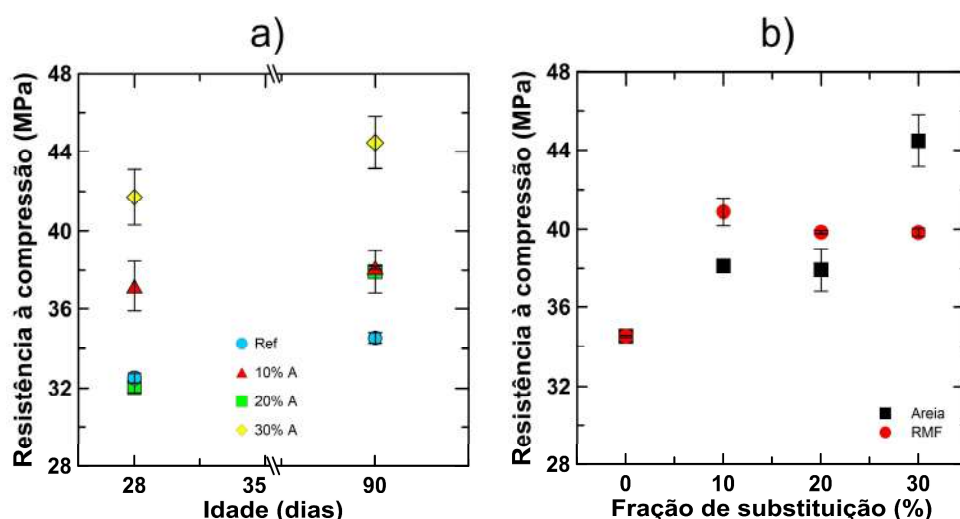 a)
Resistência à compressão (MPa)
48
44
40
36
32
28
Ref
10% A
20% A
30% A
28
35
90
Idade (dias)
b)
Resistência à compressão (MPa)
48
44
40
36
32
28
Areia
RMF
0
10
20
30
Fração de substituição (%)